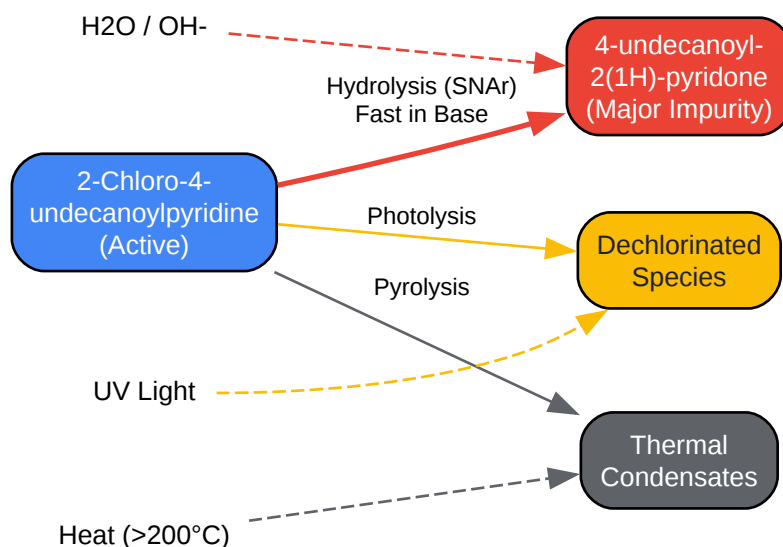 H2O / OH-
4-undecanoyl-
2(1H)-pyridone
(Major Impurity)
Hydrolysis (SNAr)
Fast in Base
2-Chloro-4-
undecanoylpyridine
(Active)
Photolysis
Dechlorinated
Species
Pyrolysis
UV Light
Thermal
Condensates
Heat (>200°C)